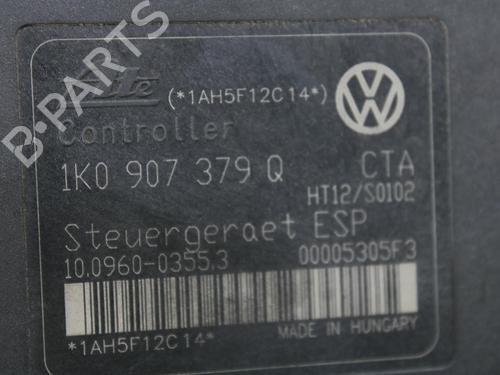 B-PARTS
Ate (*1AH5F12C14*)
Controller
1K0 907 379 Q CTA
HT12/S0102
Steuergeraet ESP
10.0960-0355.3 00005305F3
*1AH5F12C14* MADE IN HUNGARY